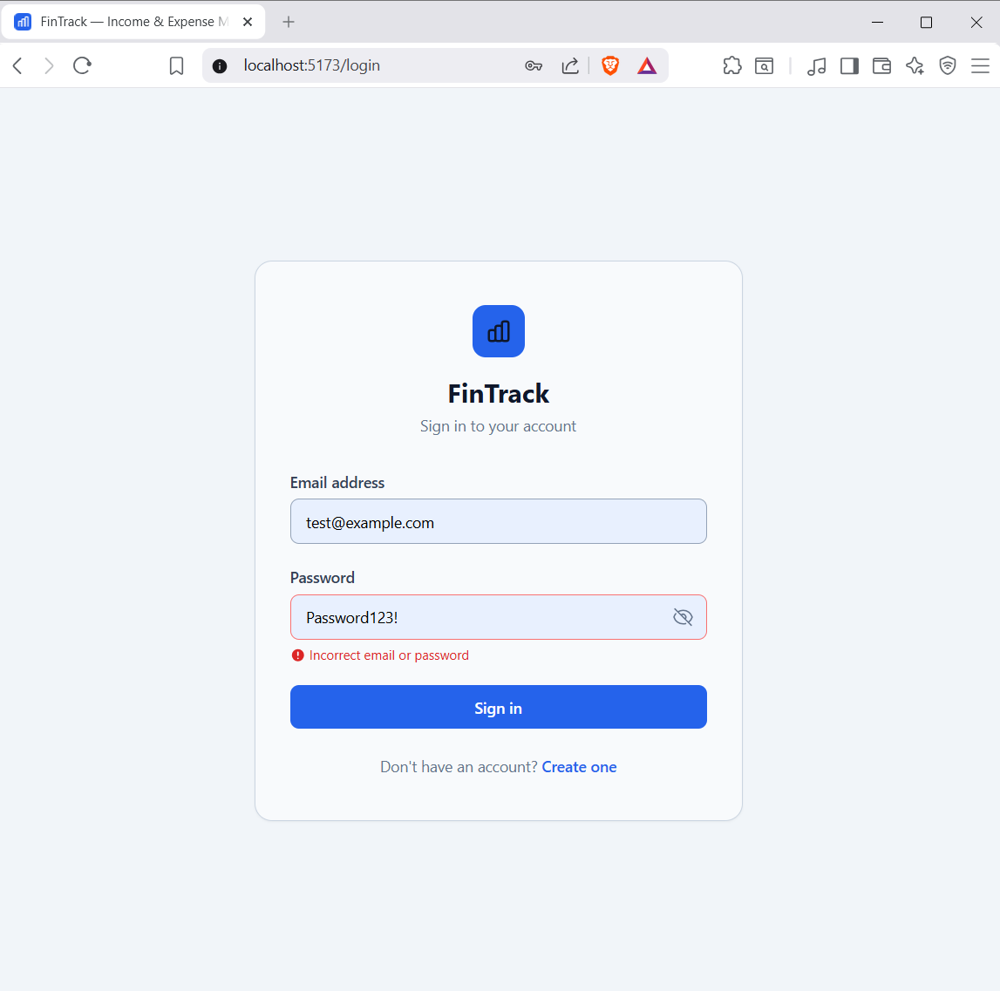 FinTrack — Income & Expense M
localhost:5173/login
FinTrack
Sign in to your account
Email address
test@example.com
Password
Password123!
Incorrect email or password
Sign in
Don't have an account? Create one